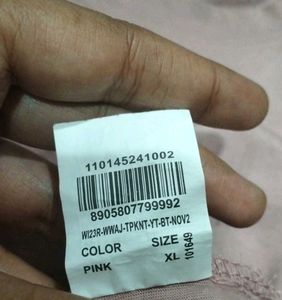 110145241002
8905807799992
WI23R-WWAJ-TPKNT-YT-BT-NOV2
COLOR SIZE
PINK XL
101649